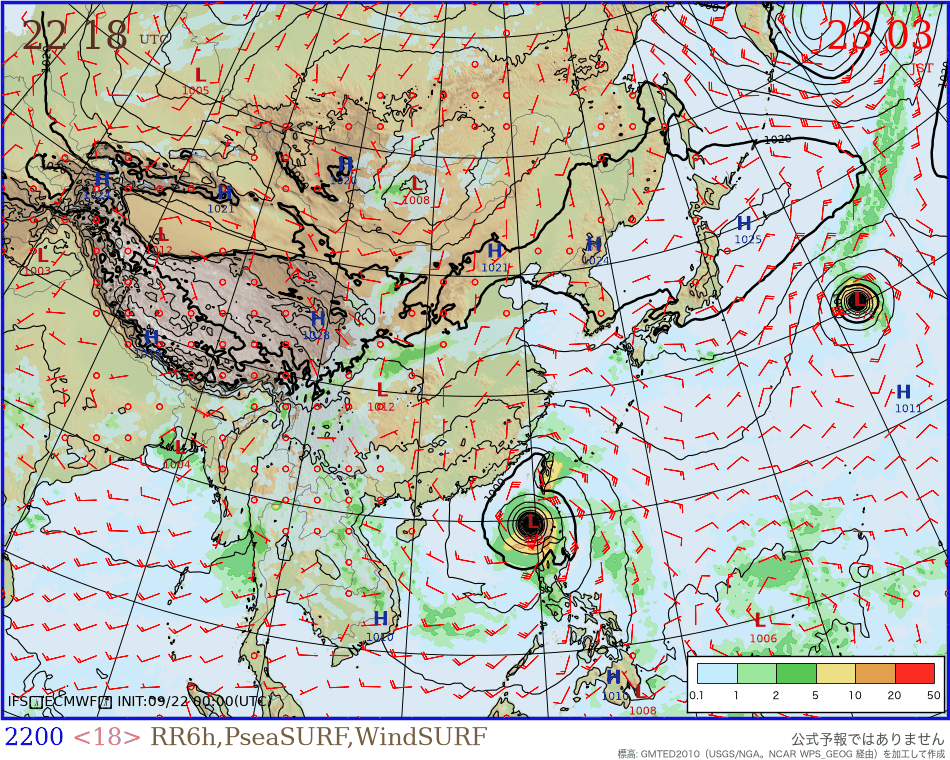 22 18 UTC
23 03
JST
L
1005
1020
H
H
1021
H
L
1008
L
1012
L
1003
H
1021
H
1024
H
1025
L
H
1028
H
H
1011
L
1012
L
1004
1000
L
H
1010
L
1006
H
1010
L
1008
0.1 1 2 5 10 20 50
IFS ECMWF INIT:09/22 00:00(UTC)
2200 <18> RR6h,PseaSURF,WindSURF
公式予報ではありません
標高: GMTED2010（USGS/NGA。NCAR WPS_GEOG 経由）を加工して作成